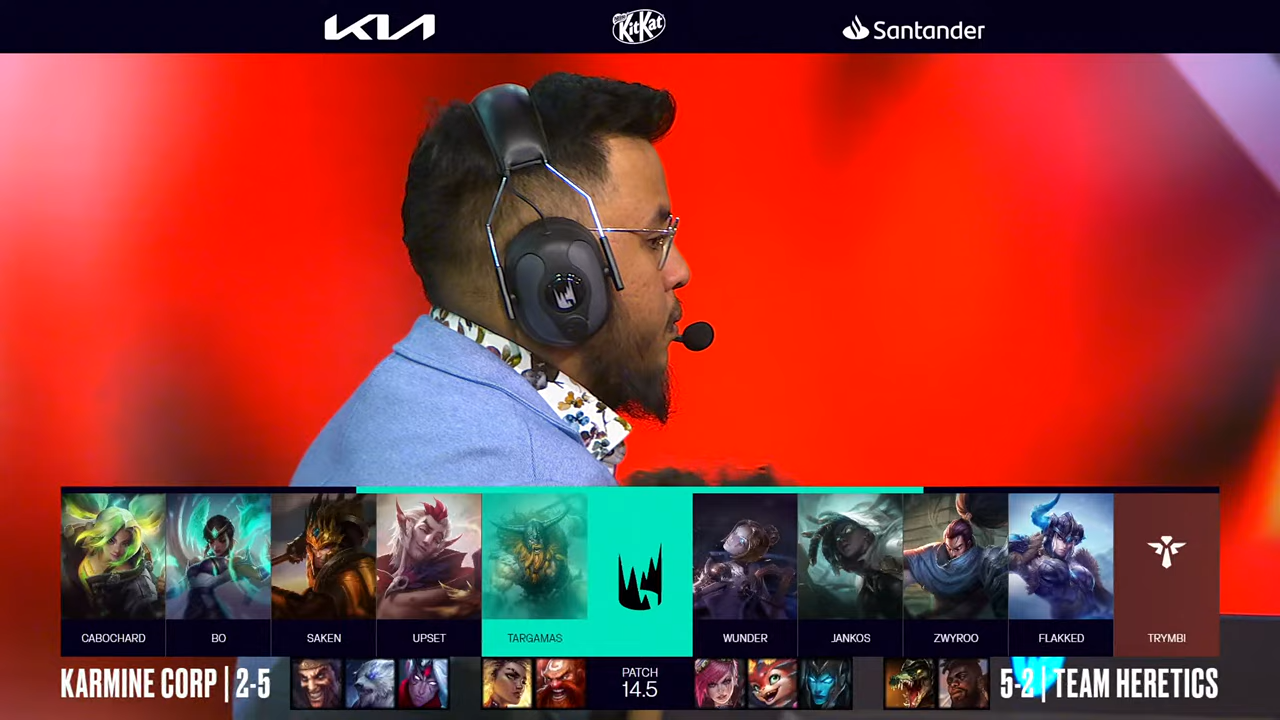 KIA
Nestlé
KitKat
Santander
CABOCHARD
BO
SAKEN
UPSET
TARGAMAS
WUNDER
JANKOS
ZWYROO
FLAKKED
TRYMBI
KARMINE CORP | 2-5
PATCH
14.5
5-2 | TEAM HERETICS